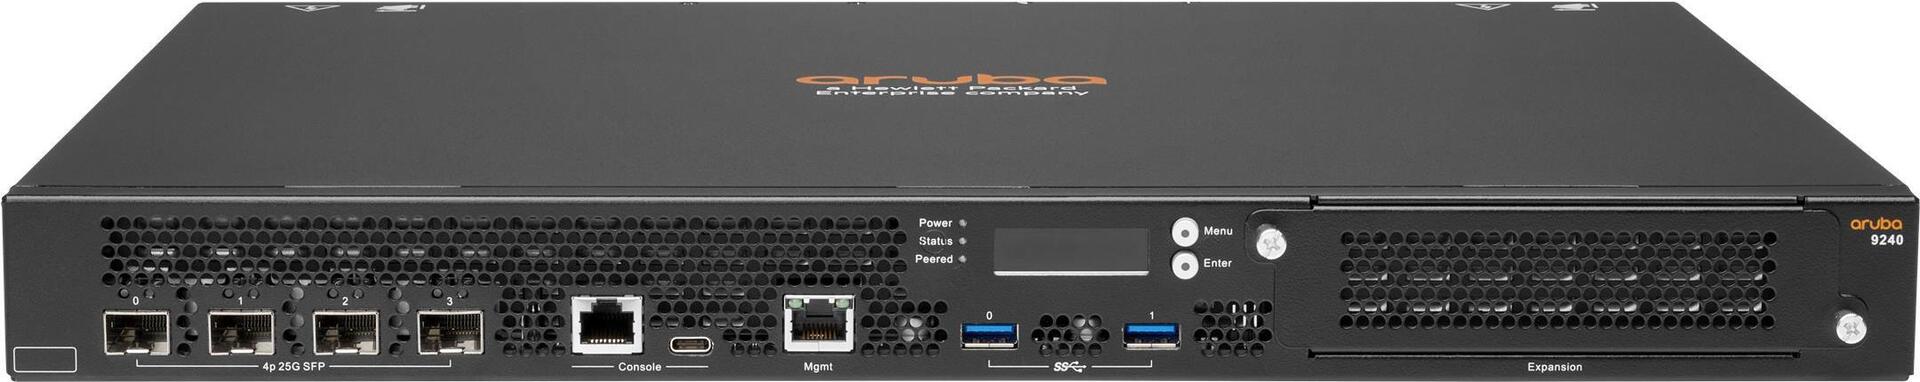 aruba
a Hewlett Packard
Enterprise company
Power
Status
Peered
Menu
Enter
aruba
9240
0 1 2 3
4p 25G SFP
Console
Mgmt
0 1
SS
Expansion